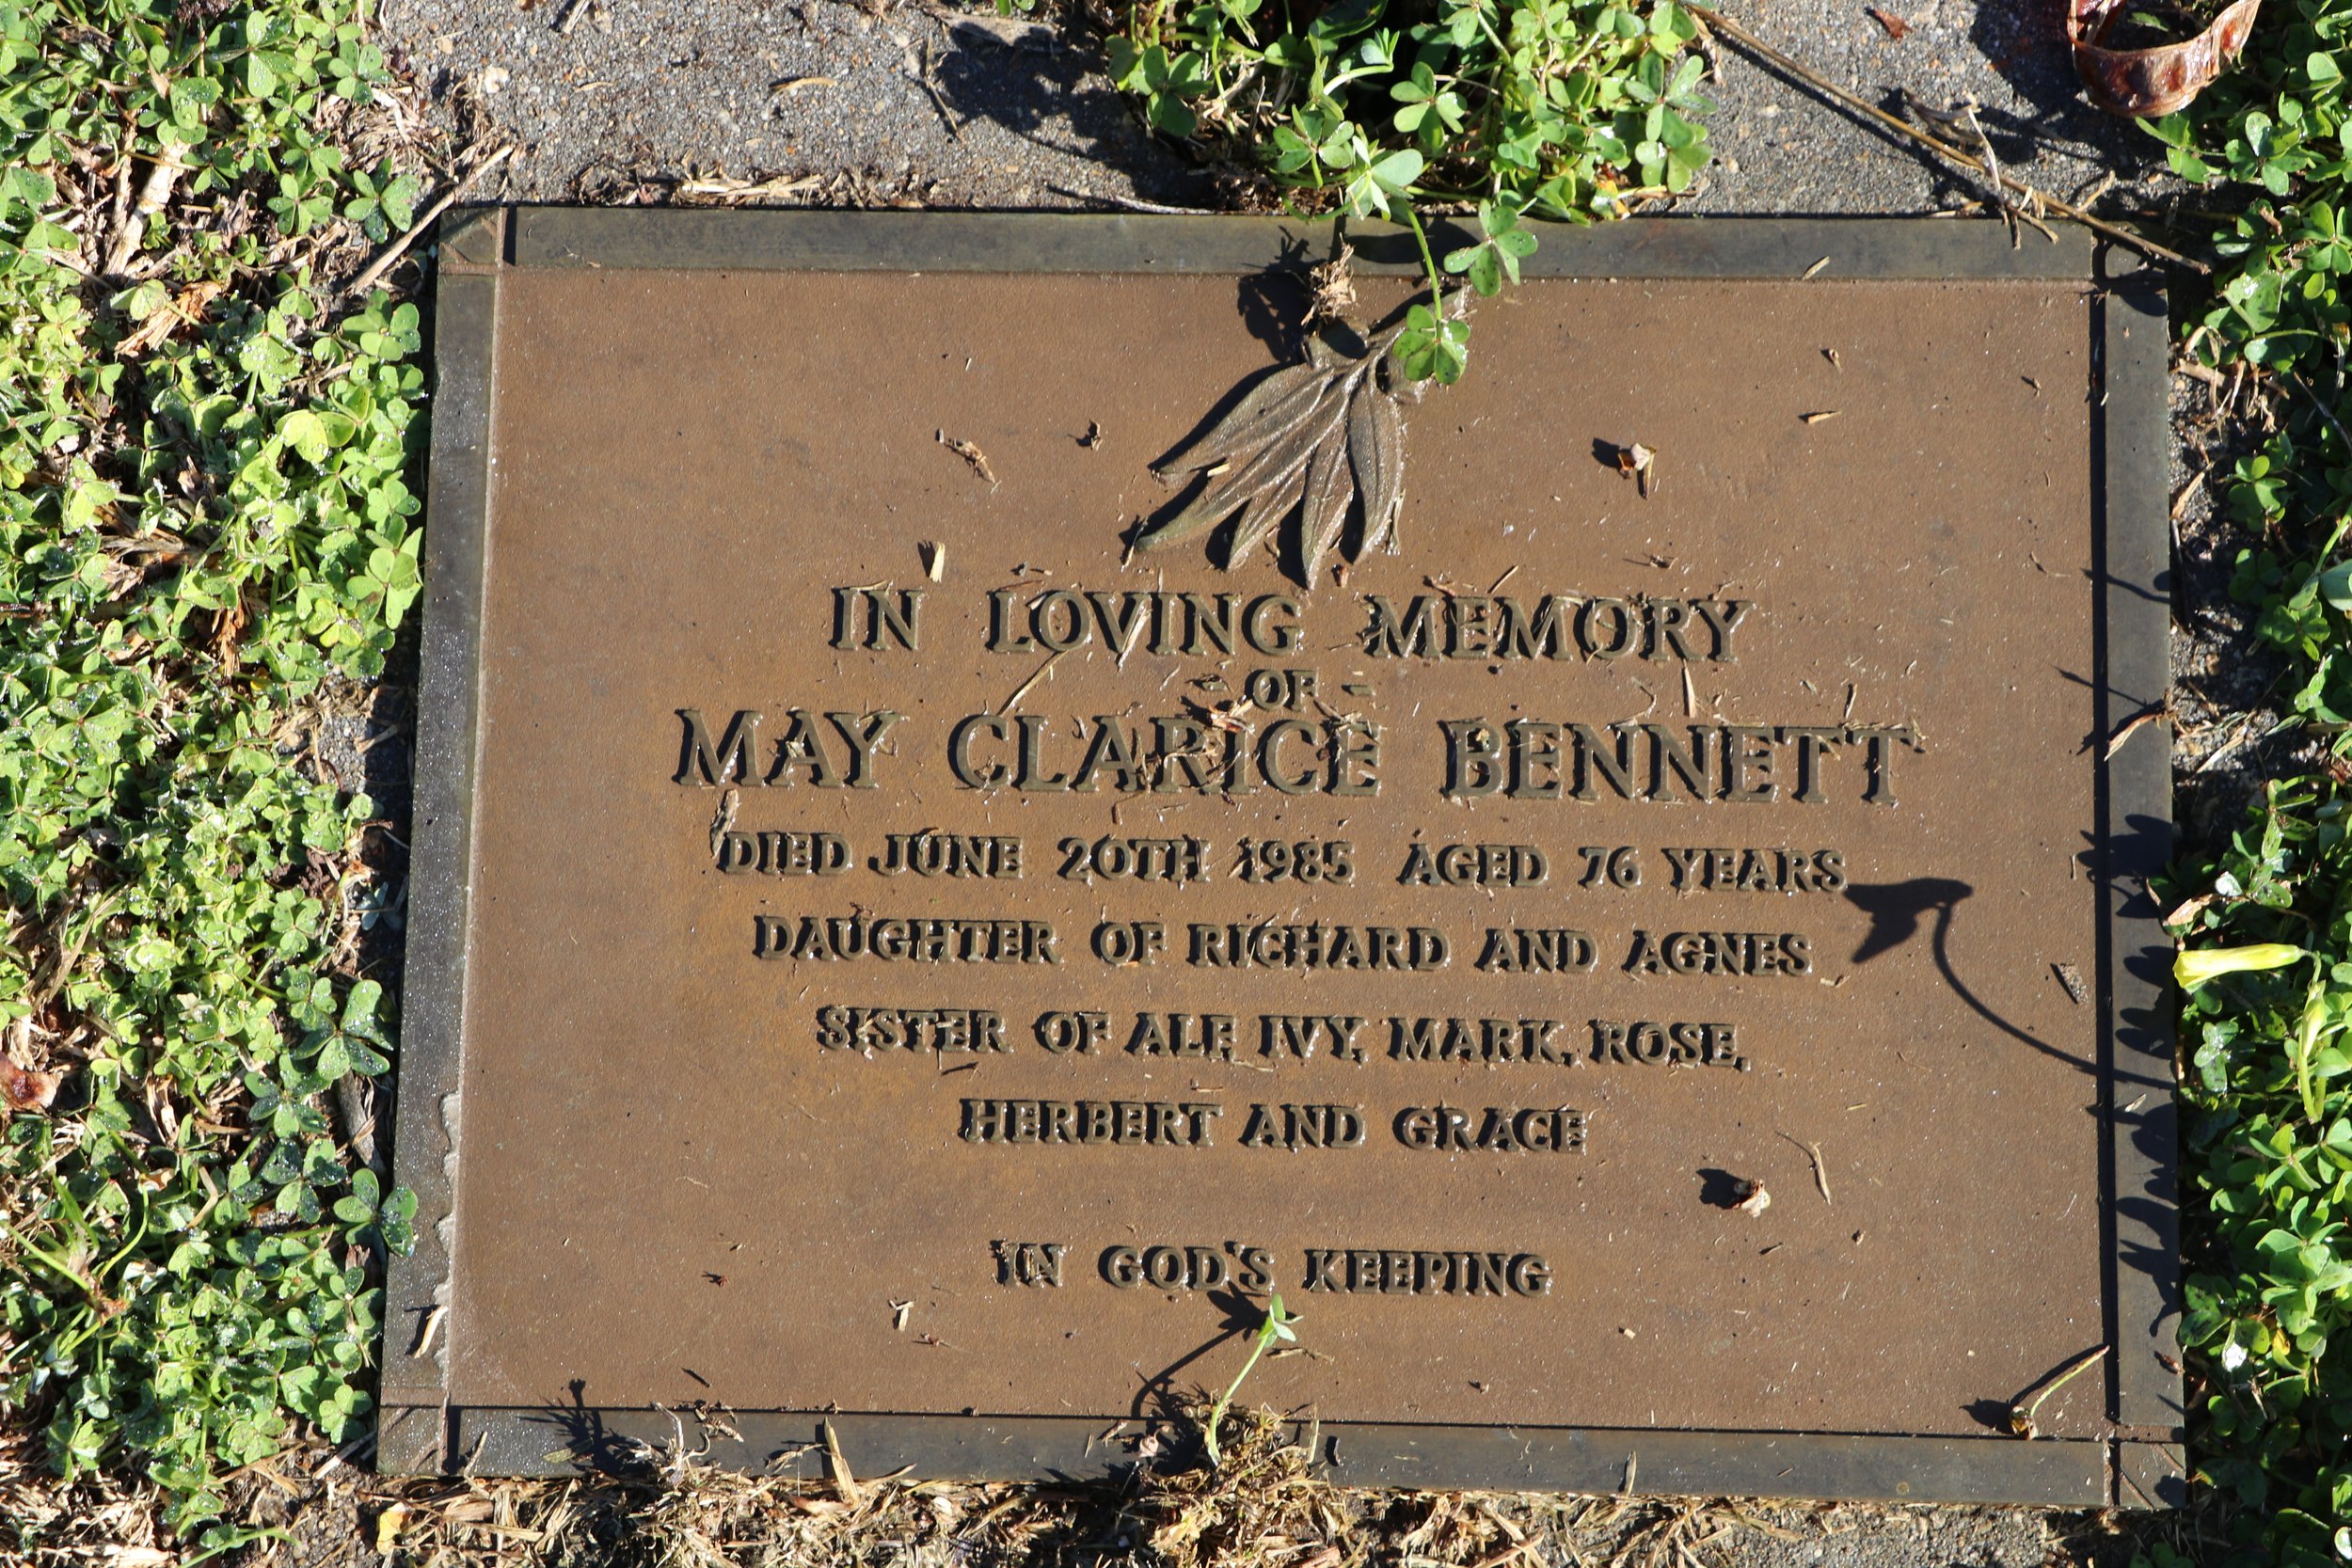 IN LOVING MEMORY
- OF -
MAY CLARICE BENNETT
DIED JUNE 20TH 1985 AGED 76 YEARS
DAUGHTER OF RICHARD AND AGNES
SISTER OF ALF, IVY, MARK, ROSE,
HERBERT AND GRACE
IN GOD'S KEEPING